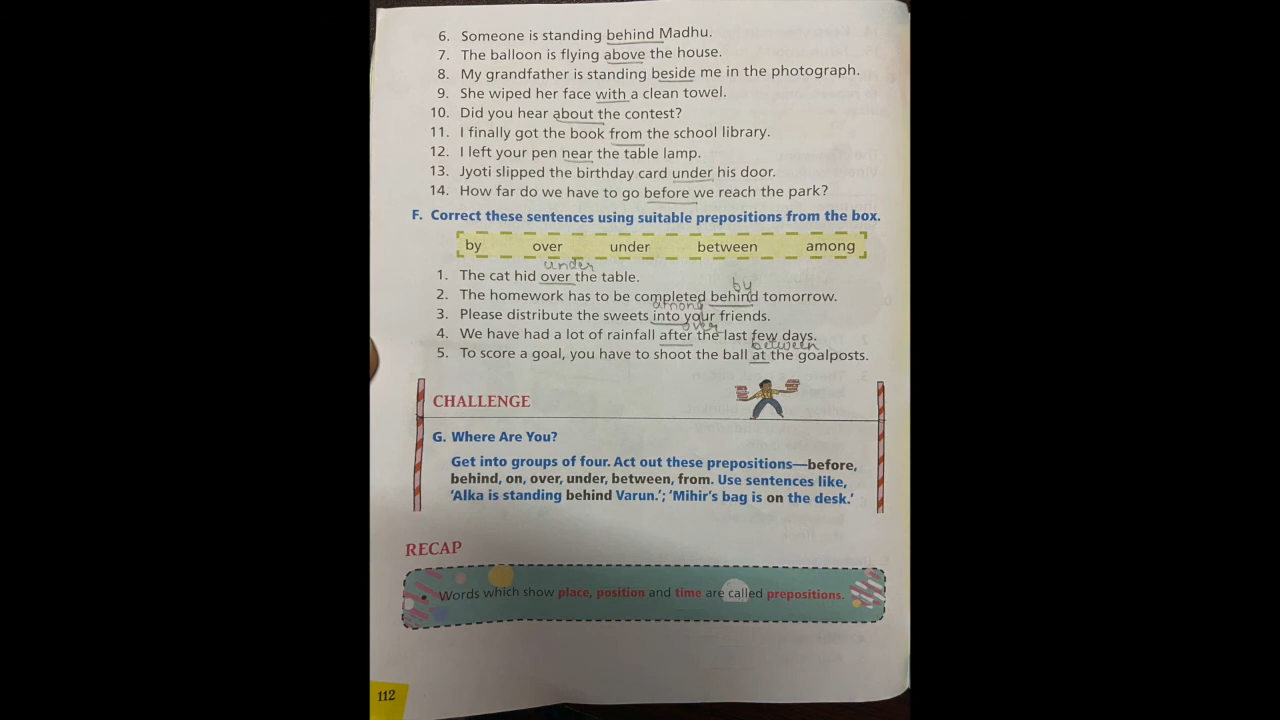 6. Someone is standing behind Madhu.
7. The balloon is flying above the house.
8. My grandfather is standing beside me in the photograph.
9. She wiped her face with a clean towel.
10. Did you hear about the contest?
11. I finally got the book from the school library.
12. I left your pen near the table lamp.
13. Jyoti slipped the birthday card under his door.
14. How far do we have to go before we reach the park?
F. Correct these sentences using suitable prepositions from the box.
by over under between among
under
1. The cat hid over the table.
by
2. The homework has to be completed behind tomorrow.
among
3. Please distribute the sweets into your friends.
over
4. We have had a lot of rainfall after the last few days.
between
5. To score a goal, you have to shoot the ball at the goalposts.
CHALLENGE
G. Where Are You?
Get into groups of four. Act out these prepositions—before,
behind, on, over, under, between, from. Use sentences like,
‘Alka is standing behind Varun.’; ‘Mihir’s bag is on the desk.’
RECAP
• Words which show place, position and time are called prepositions.
112